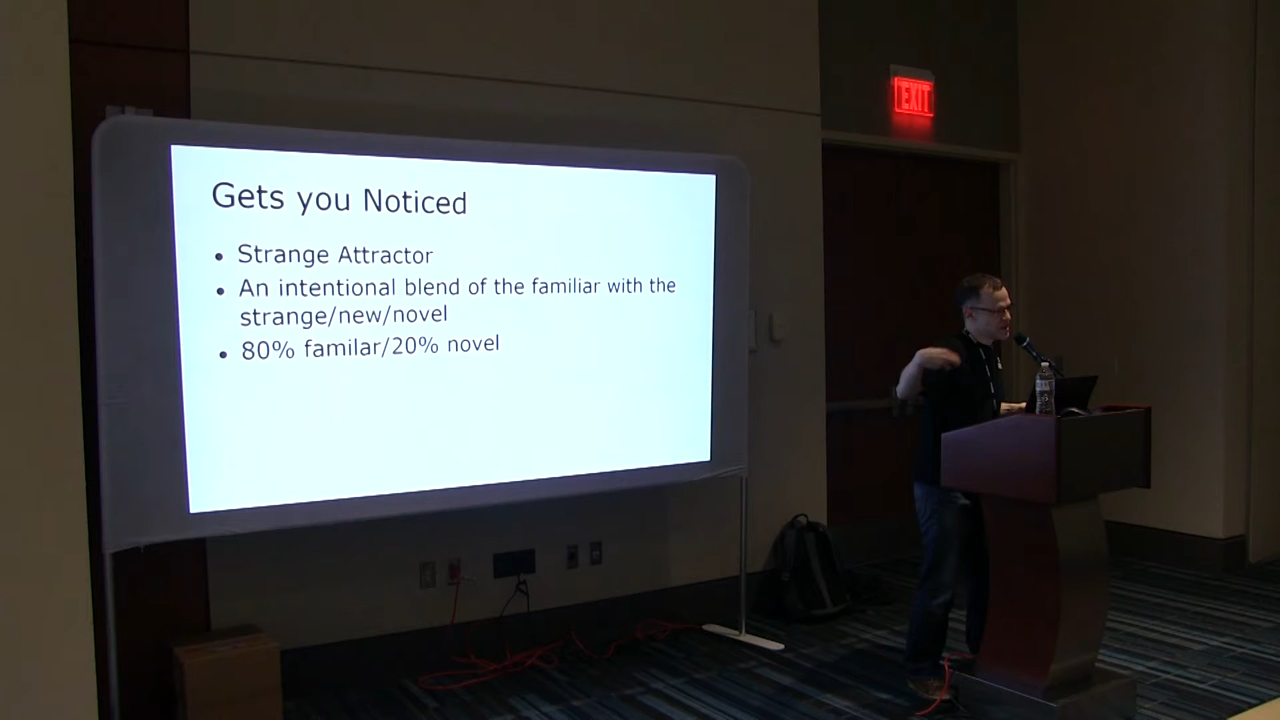 EXIT
Gets you Noticed
• Strange Attractor
• An intentional blend of the familiar with the
strange/new/novel
• 80% familar/20% novel